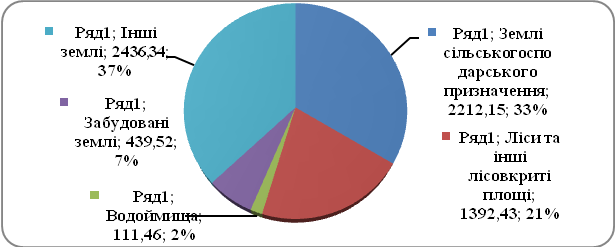 Ряд1; Інші
землі; 2436,34;
37%
Ряд1;
Забудовані
землі; 439,52;
7%
Ряд1;
Водоймища;
111,46; 2%
Ряд1; Землі
сільськогоспо
дарського
призначення;
2212,15; 33%
Ряд1; Ліси та
інші
лісовкриті
площі;
1392,43; 21%